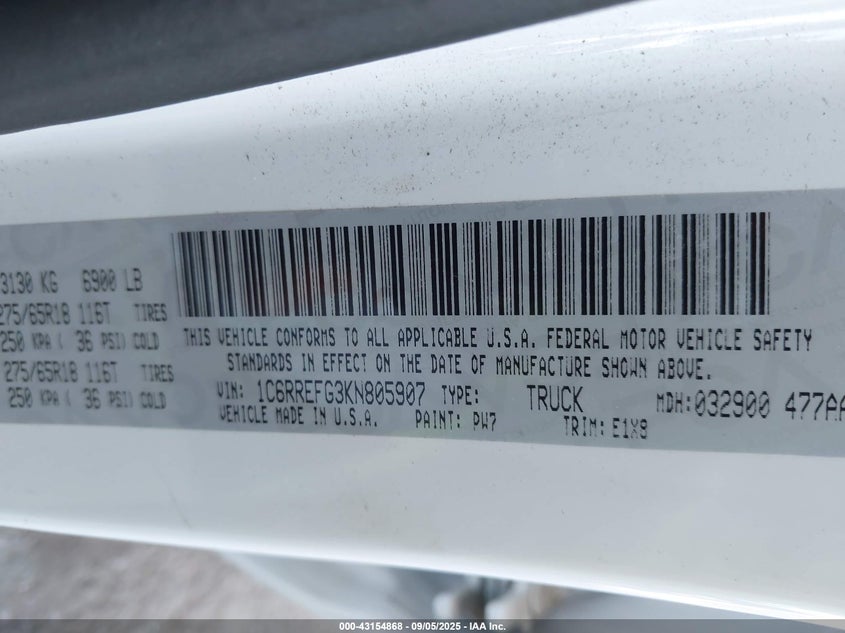 3130 KG 6900 LB
275/65R18 116T TIRES
250 KPA ( 36 PSI) COLD
275/65R18 116T TIRES
250 KPA ( 36 PSI) COLD
THIS VEHICLE CONFORMS TO ALL APPLICABLE U.S.A. FEDERAL MOTOR VEHICLE SAFETY
STANDARDS IN EFFECT ON THE DATE OF MANUFACTURE SHOWN ABOVE.
VIN: 1C6RREFG3KN805907 TYPE: TRUCK MDH: 032900 477AA
VEHICLE MADE IN U.S.A. PAINT: PW7 TRIM: E1X9
000-43154868 - 09/05/2025 - IAA Inc.